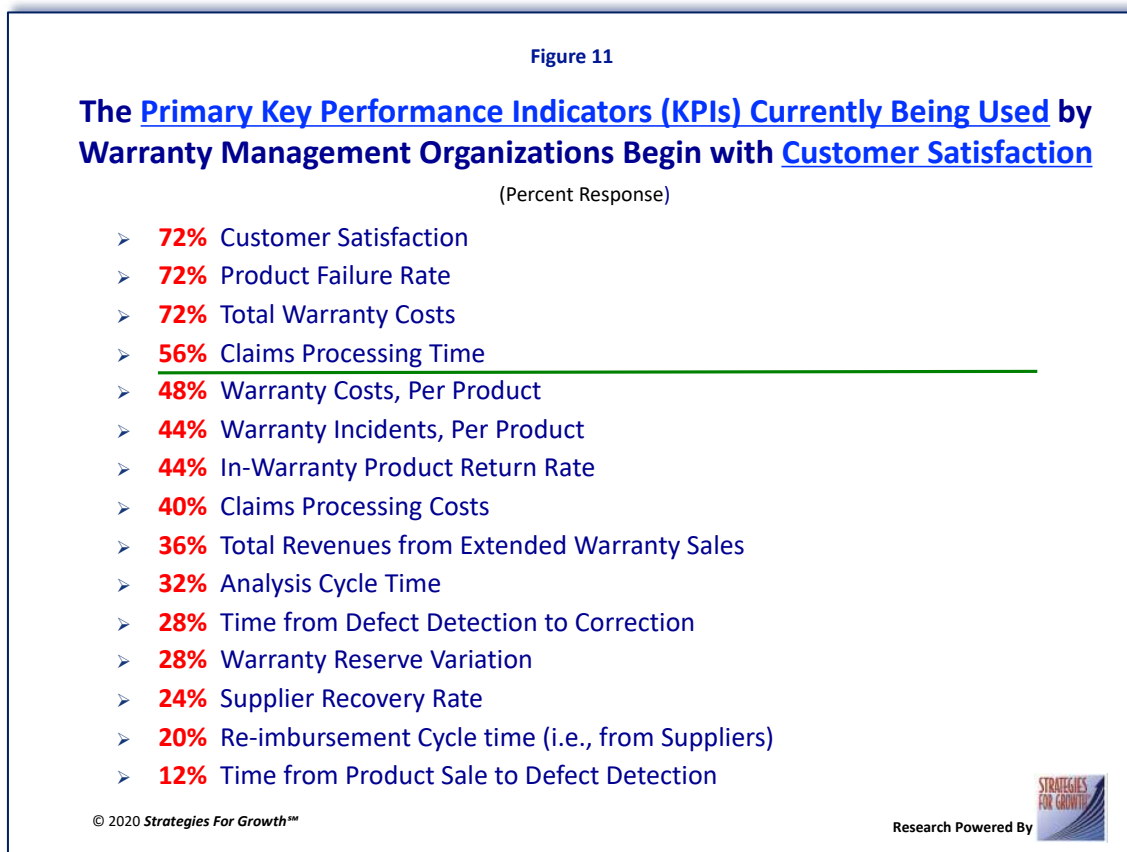 Figure 11
The Primary Key Performance Indicators (KPIs) Currently Being Used by
Warranty Management Organizations Begin with Customer Satisfaction
(Percent Response)
➢ 72% Customer Satisfaction
➢ 72% Product Failure Rate
➢ 72% Total Warranty Costs
➢ 56% Claims Processing Time
➢ 48% Warranty Costs, Per Product
➢ 44% Warranty Incidents, Per Product
➢ 44% In-Warranty Product Return Rate
➢ 40% Claims Processing Costs
➢ 36% Total Revenues from Extended Warranty Sales
➢ 32% Analysis Cycle Time
➢ 28% Time from Defect Detection to Correction
➢ 28% Warranty Reserve Variation
➢ 24% Supplier Recovery Rate
➢ 20% Re-imbursement Cycle time (i.e., from Suppliers)
➢ 12% Time from Product Sale to Defect Detection
© 2020 Strategies For Growth℠
Research Powered By
STRATEGIES
FOR GROWTH